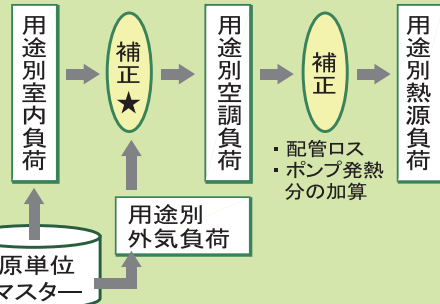 用途別室内負荷
補正★
用途別空調負荷
補正
用途別熱源負荷
・配管ロス
・ポンプ発熱
分の加算
用途別
外気負荷
原単位
マスター